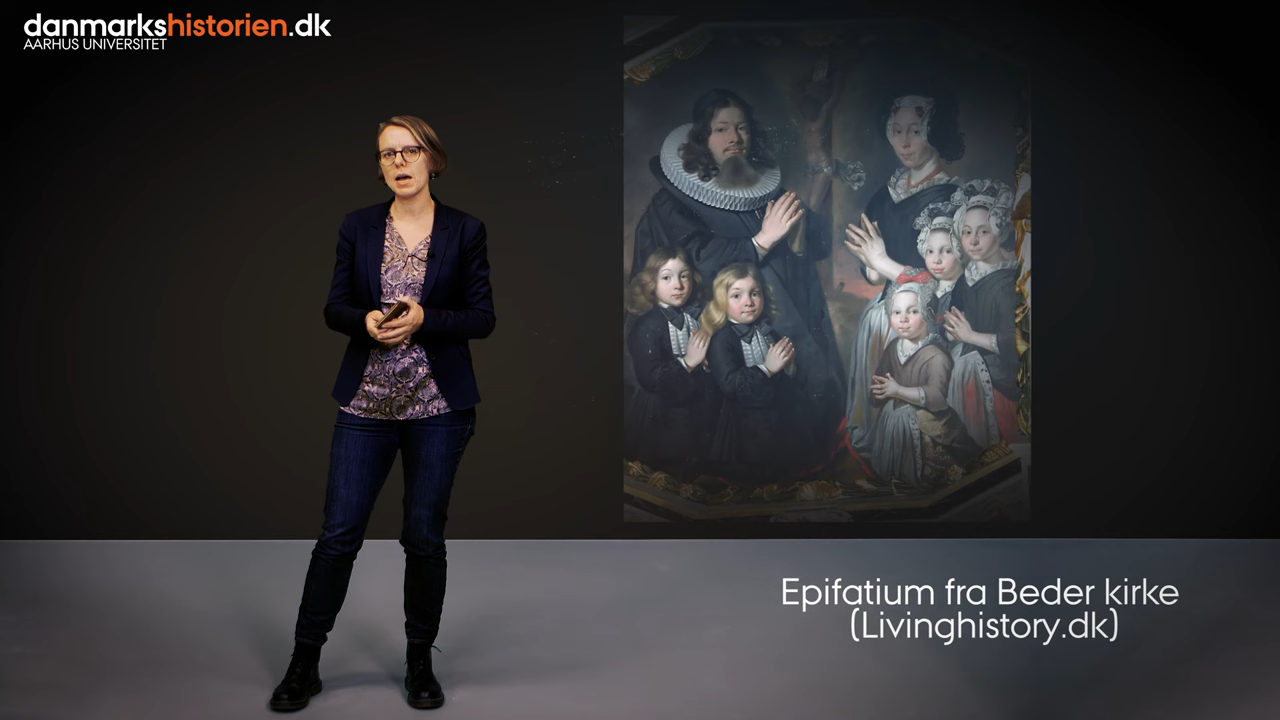 danmarkshistorien.dk
AARHUS UNIVERSITET
Epifatium fra Beder kirke
(Livinghistory.dk)